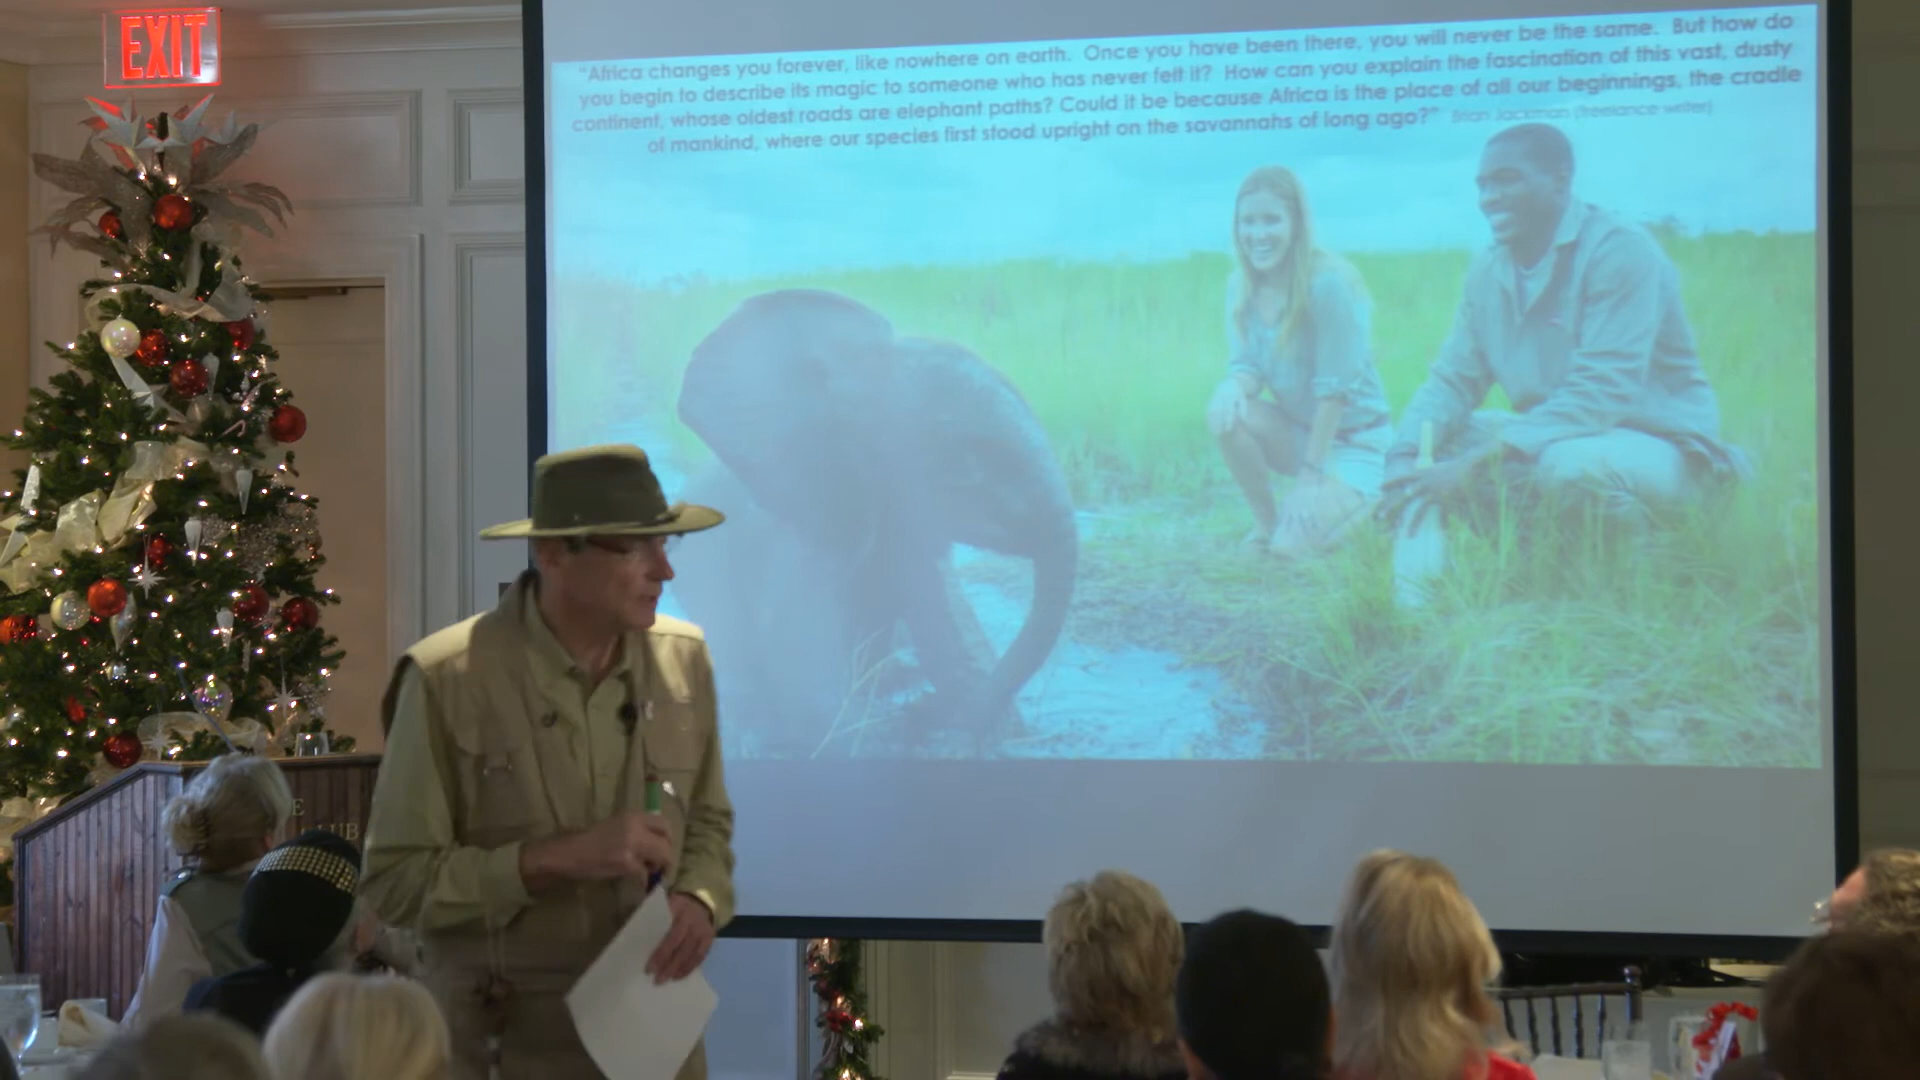 EXIT
"Africa changes you forever, like nowhere on earth. Once you have been there, you will never be the same. But how do
you begin to describe its magic to someone who has never felt it? How can you explain the fascination of this vast, dusty
continent, whose oldest roads are elephant paths? Could it be because Africa is the place of all our beginnings, the cradle
of mankind, where our species first stood upright on the savannahs of long ago?" Brian Jackman (freelance writer)